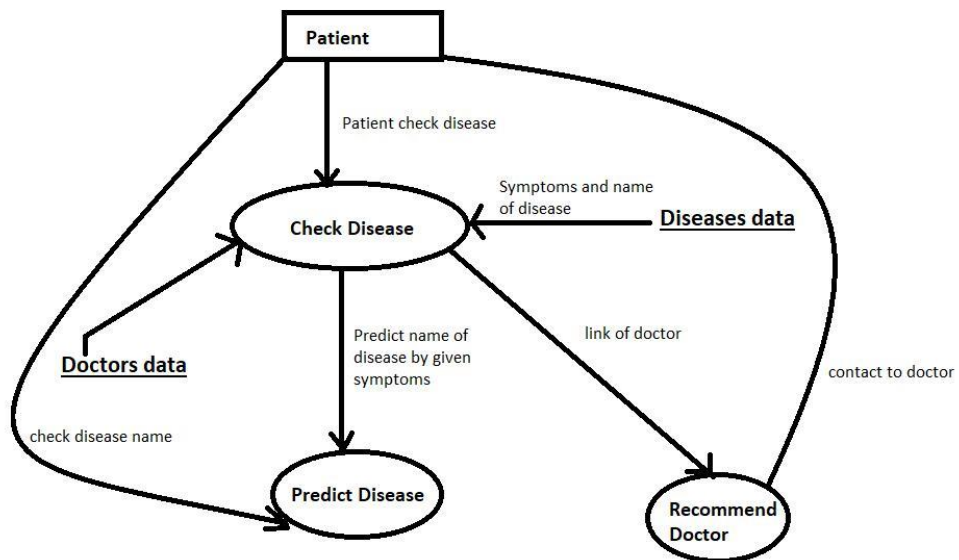 Patient
Patient check disease
Symptoms and name
of disease
Diseases data
Check Disease
Doctors data
Predict name of
disease by given
symptoms
link of doctor
contact to doctor
check disease name
Predict Disease
Recommend
Doctor